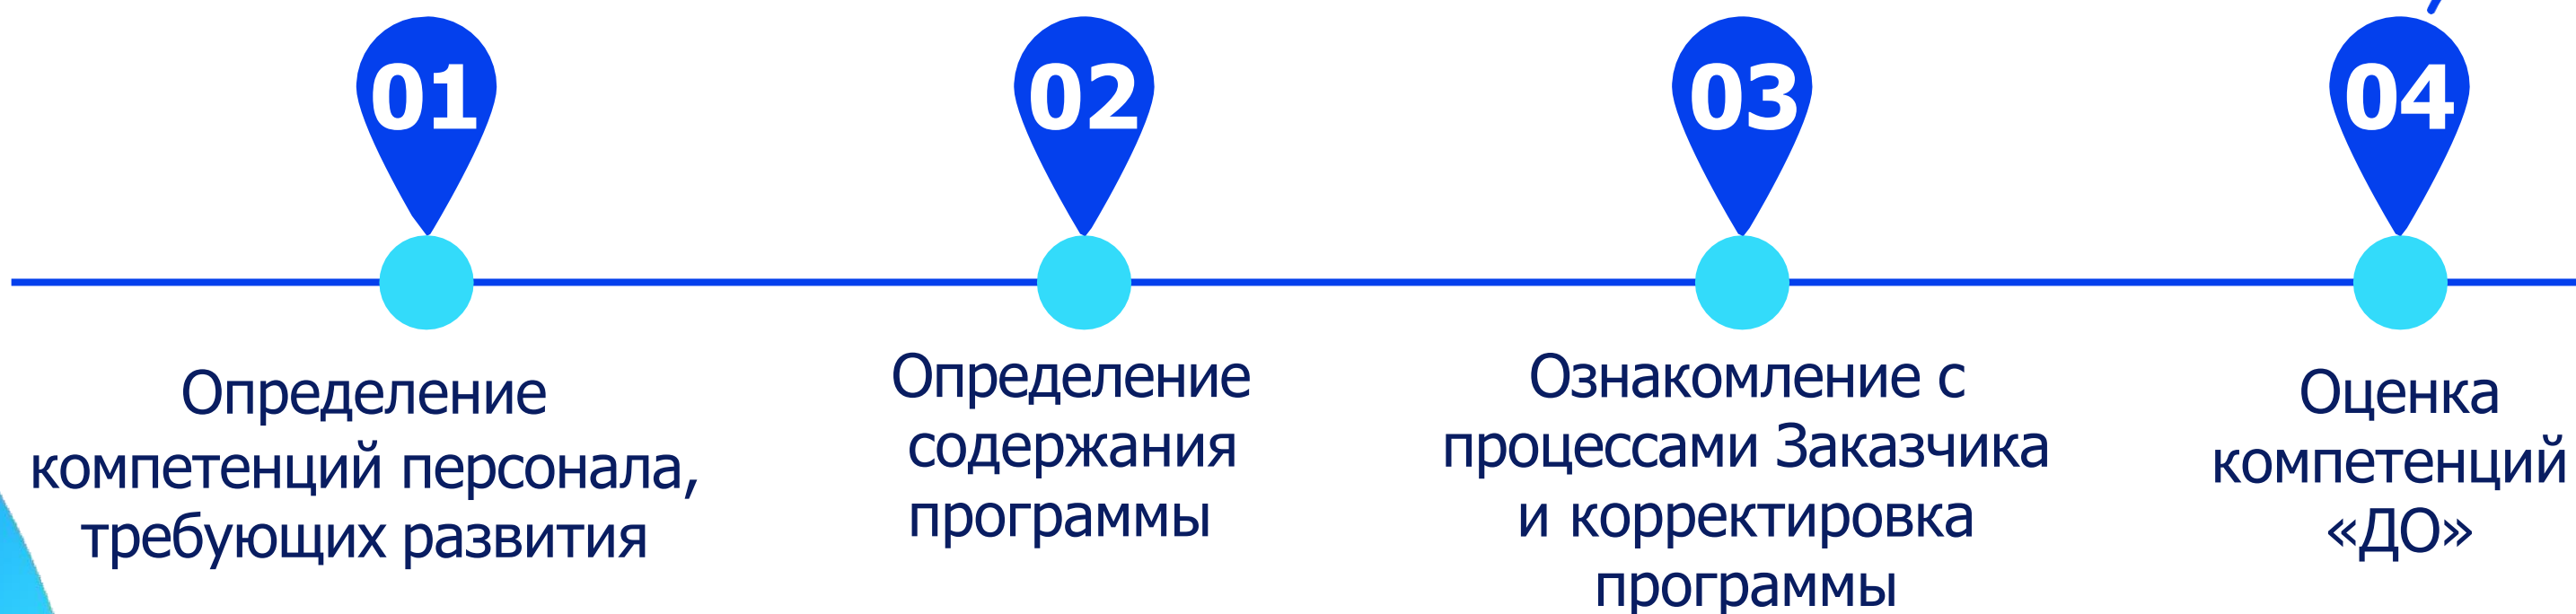 01
02
03
04
Определение
компетенций персонала,
требующих развития
Определение
содержания
программы
Ознакомление с
процессами Заказчика
и корректировка
программы
Оценка
компетенций
«ДО»